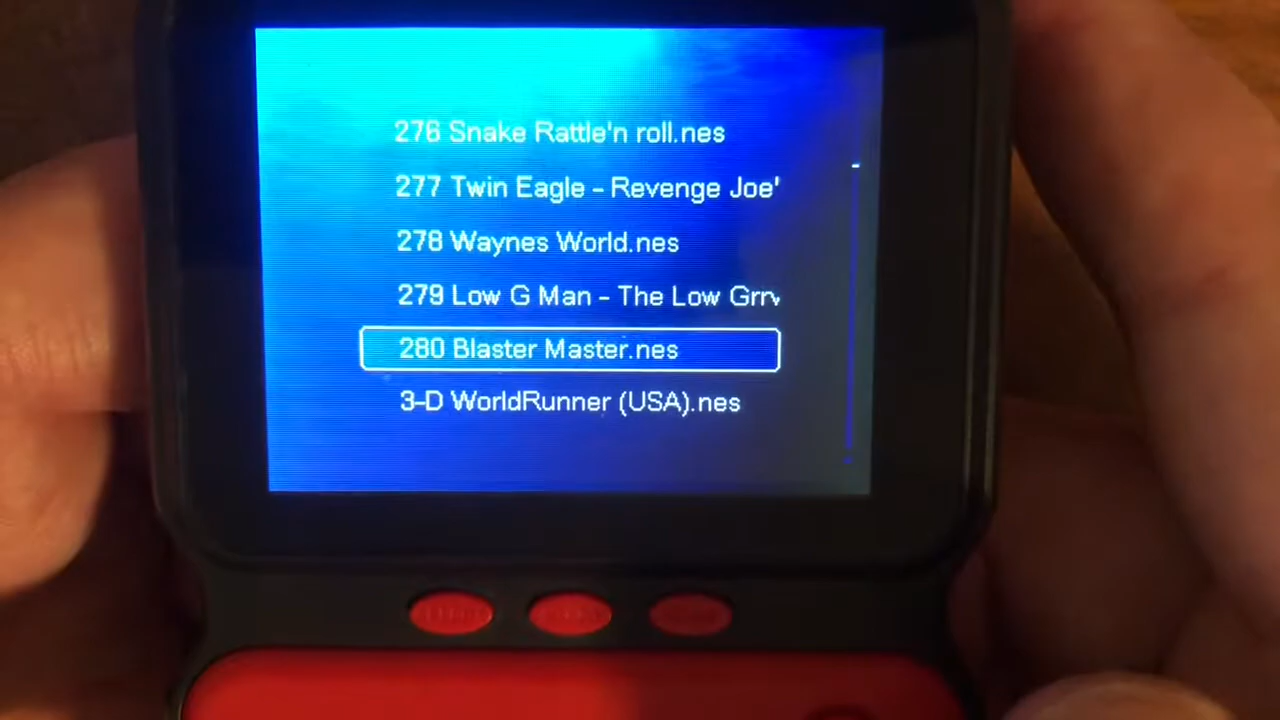 276 Snake Rattle'n roll.nes
277 Twin Eagle - Revenge Joe'
278 Waynes World.nes
279 Low G Man - The Low Grrv
280 Blaster Master.nes
3-D WorldRunner (USA).nes